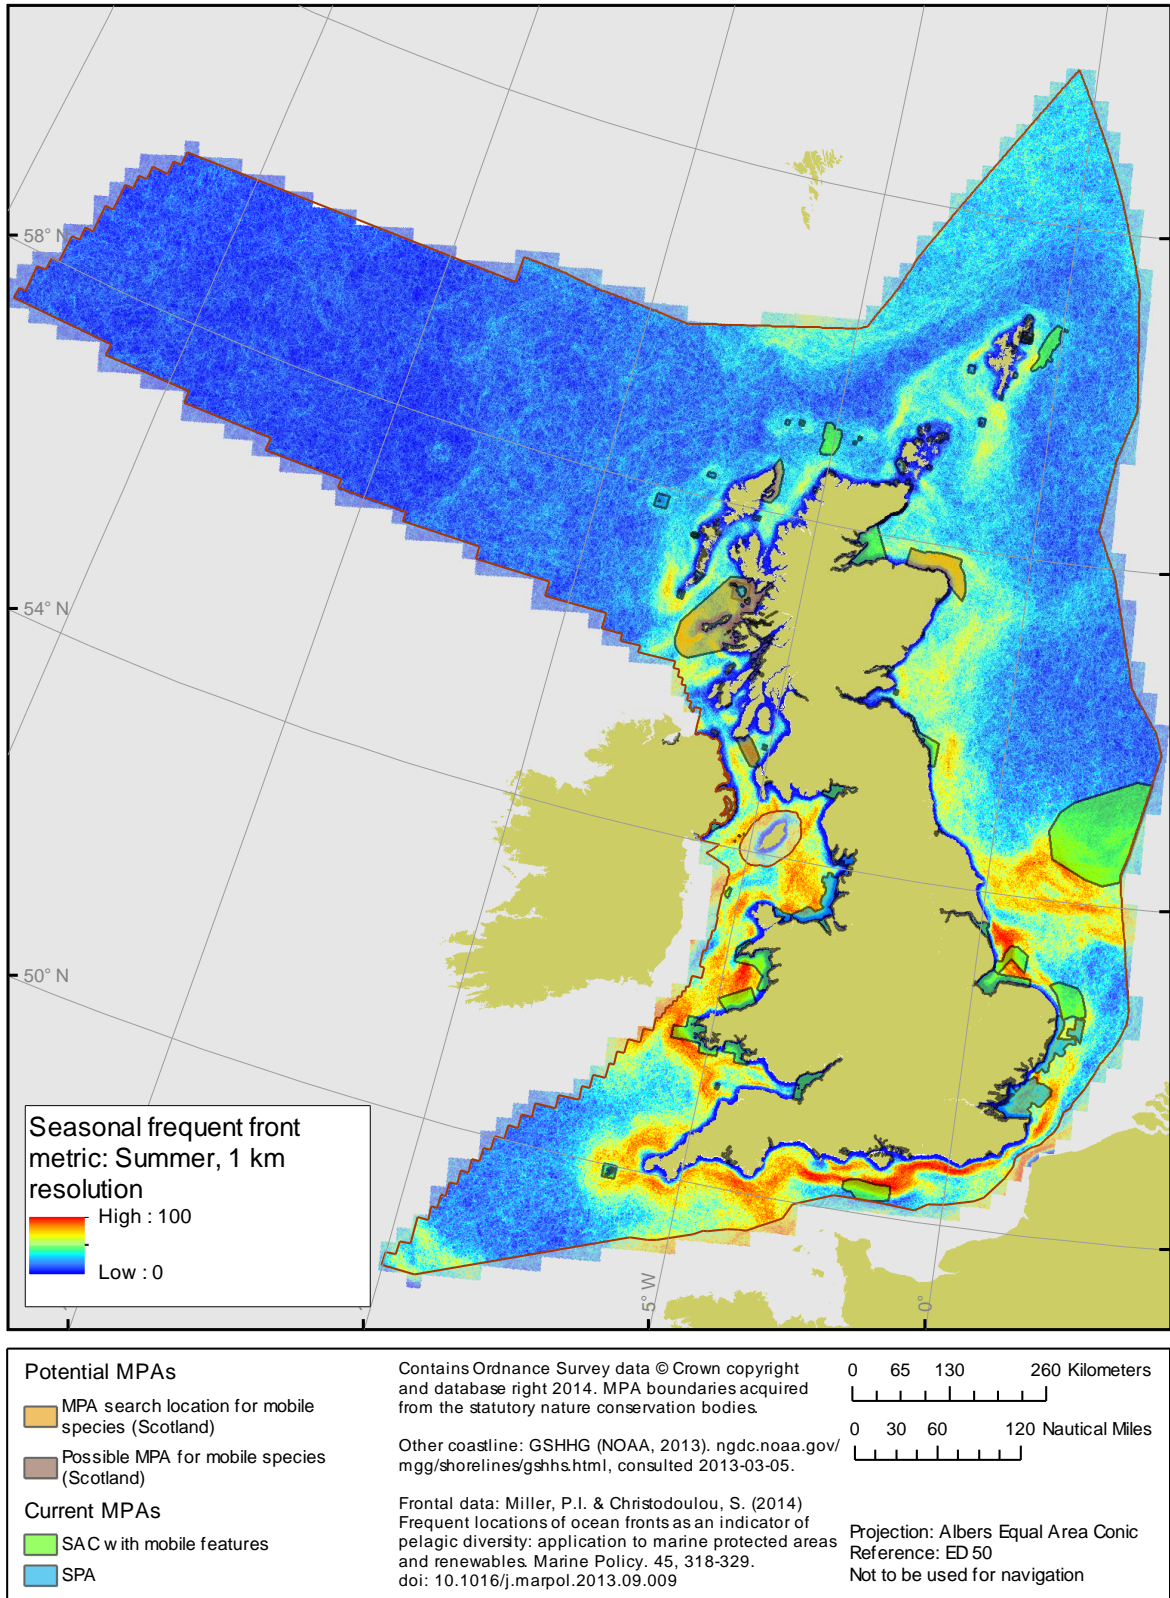 58° N
54° N
50° N
5° W
0°
Seasonal frequent front
metric: Summer, 1 km
resolution
High : 100
Low : 0
Potential MPAs
MPA search location for mobile
species (Scotland)
Possible MPA for mobile species
(Scotland)
Current MPAs
SAC with mobile features
SPA
Contains Ordnance Survey data © Crown copyright
and database right 2014. MPA boundaries acquired
from the statutory nature conservation bodies.
Other coastline: GSHHG (NOAA, 2013). ngdc.noaa.gov/
mgg/shorelines/gshhs.html, consulted 2013-03-05.
Frontal data: Miller, P.I. & Christodoulou, S. (2014)
Frequent locations of ocean fronts as an indicator of
pelagic diversity: application to marine protected areas
and renewables. Marine Policy. 45, 318-329.
doi: 10.1016/j.marpol.2013.09.009
0 65 130 260 Kilometers
0 30 60 120 Nautical Miles
Projection: Albers Equal Area Conic
Reference: ED 50
Not to be used for navigation